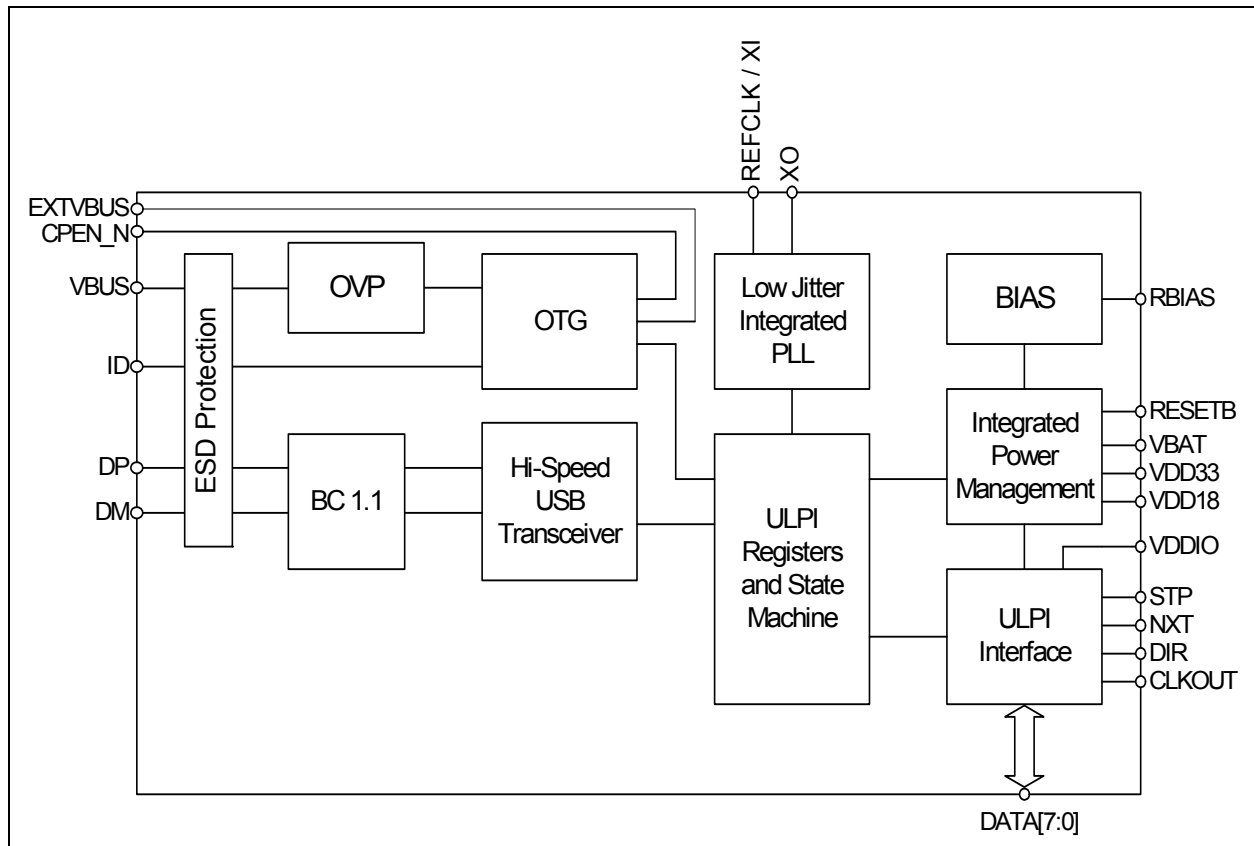 REFCLK / XI
XO
EXTVBUS
CPEN_N
VBUS
ID
DP
DM
ESD Protection
OVP
OTG
BC 1.1
Hi-Speed
USB
Transceiver
Low Jitter
Integrated
PLL
ULPI
Registers
and State
Machine
BIAS
Integrated
Power
Management
ULPI
Interface
RBIAS
RESETB
VBAT
VDD33
VDD18
VDDIO
STP
NXT
DIR
CLKOUT
DATA[7:0]